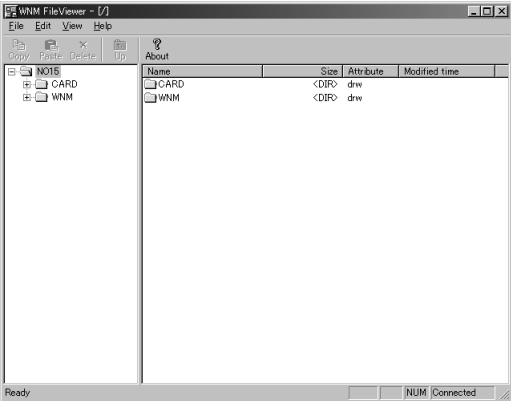 WNM FileViewer - [/]
File Edit View Help
Copy Paste Delete Up About
NO15
CARD
WNM
Name Size Attribute Modified time
CARD <DIR> drw
WNM <DIR> drw
Ready NUM Connected